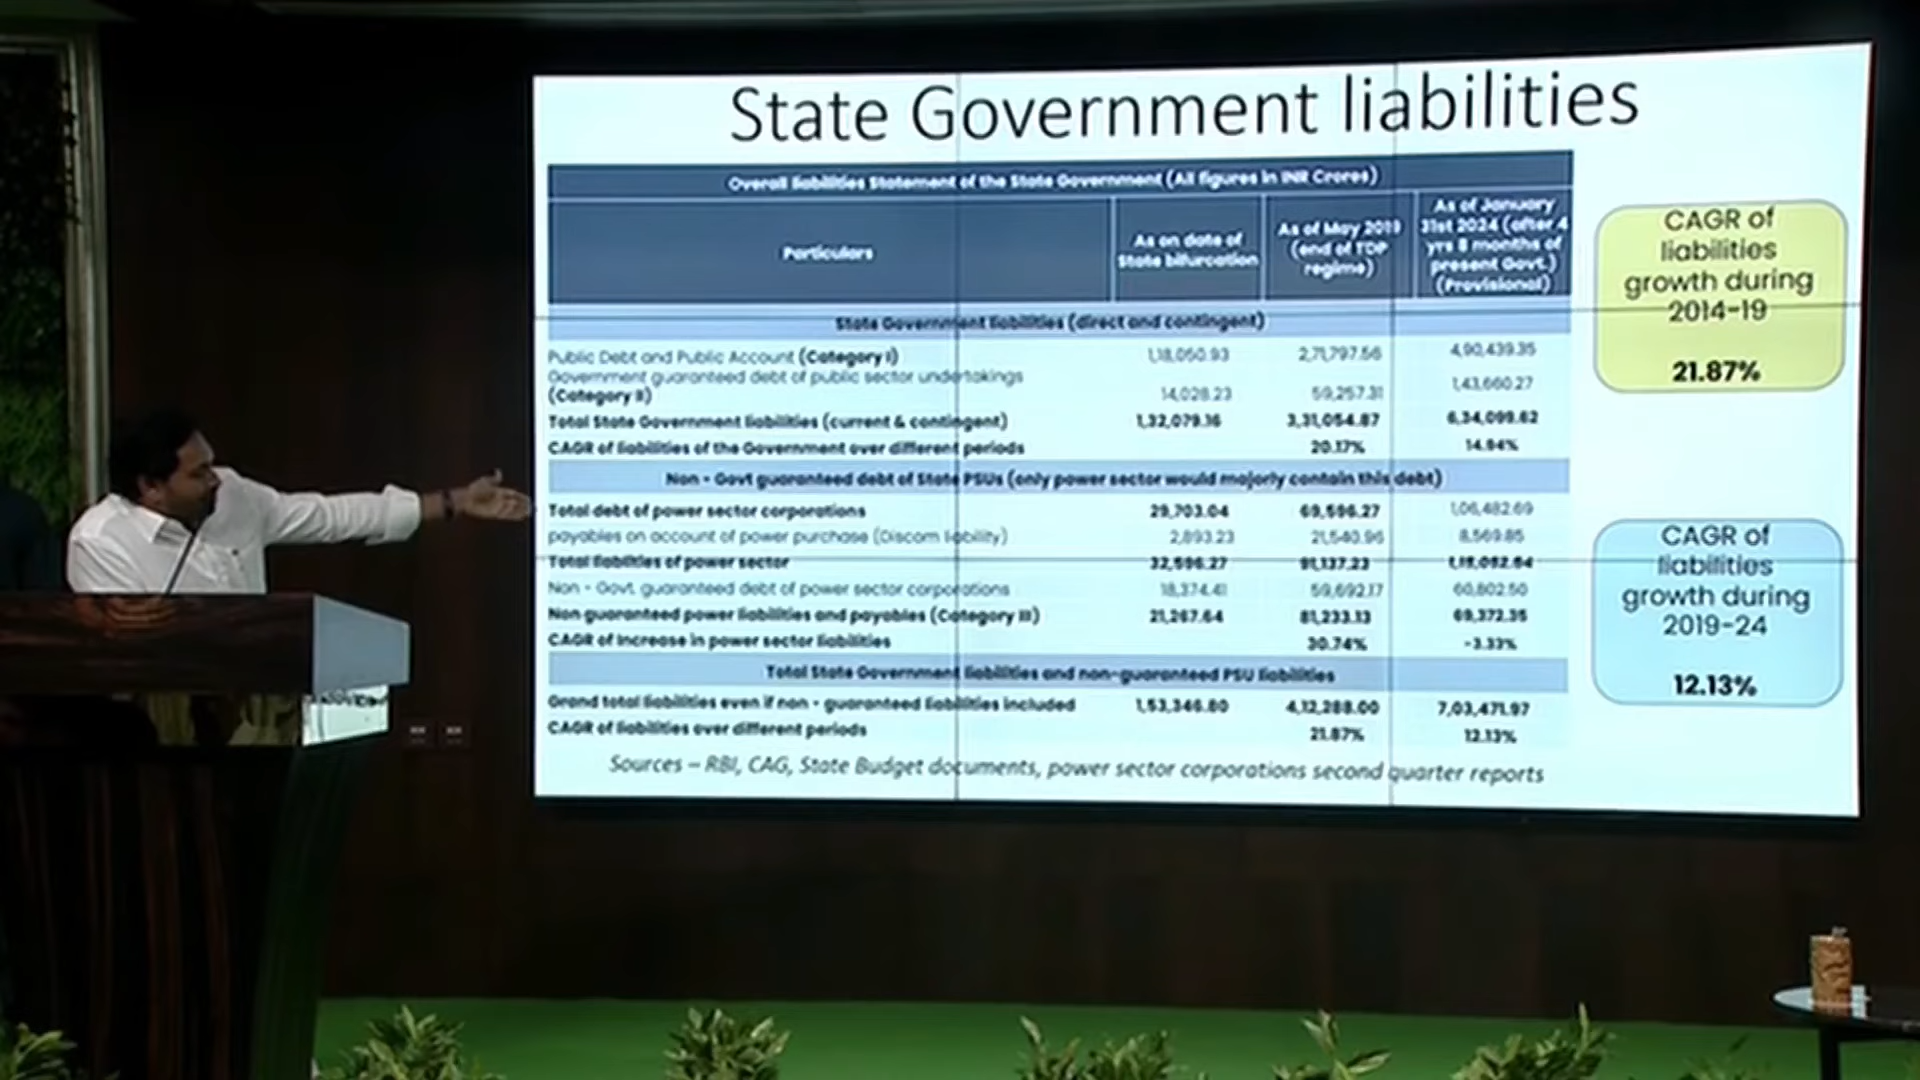 State Government liabilities
Overall liabilities Statement of the State Government (All figures in INR Crores)
Particulars
As on date of
State bifurcation
As of May 2019
(end of TDP
regime)
As of January
31st 2024 (after 4
yrs 8 months of
present Govt.)
(Provisional)
State Government liabilities (direct and contingent)
Public Debt and Public Account (Category I) 1,18,050.93 2,71,797.56 4,90,439.35
Government guaranteed debt of public sector undertakings
(Category II) 14,028.23 59,257.31 1,43,660.27
Total State Government liabilities (current & contingent) 1,32,079.16 3,31,054.87 6,34,099.62
CAGR of liabilities of the Government over different periods 20.17% 14.94%
Non - Govt guaranteed debt of State PSUs (only power sector would majorly contain this debt)
Total debt of power sector corporations 29,703.04 69,596.27 1,06,482.69
payables on account of power purchase (Discom liability) 2,893.23 21,540.96 8,569.85
Total liabilities of power sector 32,596.27 91,137.23
Non - Govt. guaranteed debt of power sector corporations 18,374.41 59,692.17 60,802.50
Non guaranteed power liabilities and payables (Category III) 21,267.64 81,233.13 69,372.35
CAGR of Increase in power sector liabilities 30.74% -3.33%
Total State Government liabilities and non-guaranteed PSU liabilities
Grand total liabilities even if non - guaranteed liabilities included 1,53,346.80 4,12,288.00 7,03,471.97
CAGR of liabilities over different periods 21.87% 12.13%
Sources – RBI, CAG, State Budget documents, power sector corporations second quarter reports
CAGR of
liabilities
growth during
2014-19
21.87%
CAGR of
liabilities
growth during
2019-24
12.13%